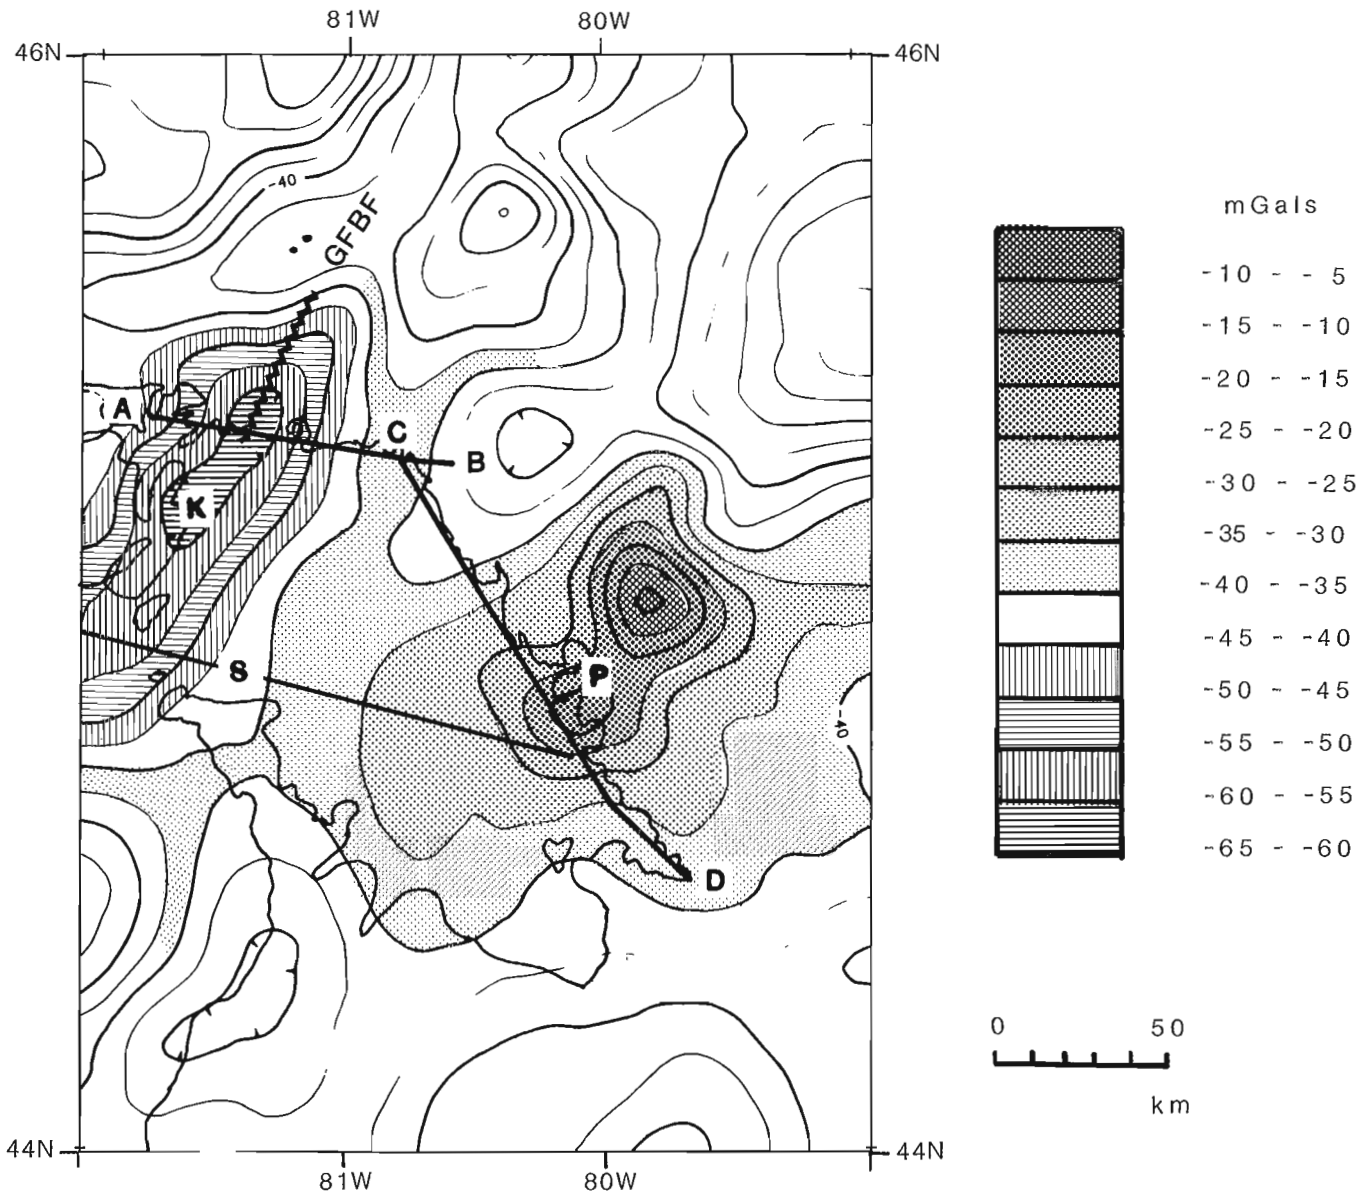 81W 80W
46N 46N
-40
GFBF
mGals
-10 - - 5
-15 - -10
-20 - -15
-25 - -20
-30 - -25
-35 - -30
-40 - -35
-45 - -40
-50 - -45
-55 - -50
-60 - -55
-65 - -60
A
C
B
K
S
P
-40
D
0 50
km
44N 44N
81W 80W